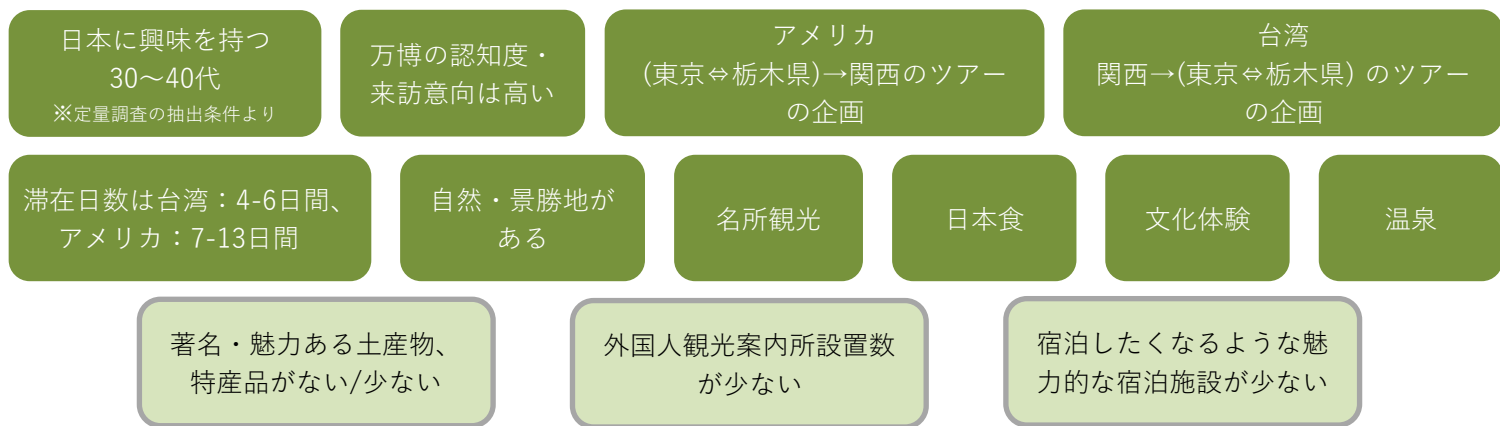 日本に興味を持つ
30～40代
※定量調査の抽出条件より
万博の認知度・
来訪意向は高い
アメリカ
(東京⇔栃木県)→関西のツアー
の企画
台湾
関西→(東京⇔栃木県) のツアー
の企画
滞在日数は台湾：4-6日間、
アメリカ：7-13日間
自然・景勝地が
ある
名所観光
日本食
文化体験
温泉
著名・魅力ある土産物、
特産品がない/少ない
外国人観光案内所設置数
が少ない
宿泊したくなるような魅
力的な宿泊施設が少ない